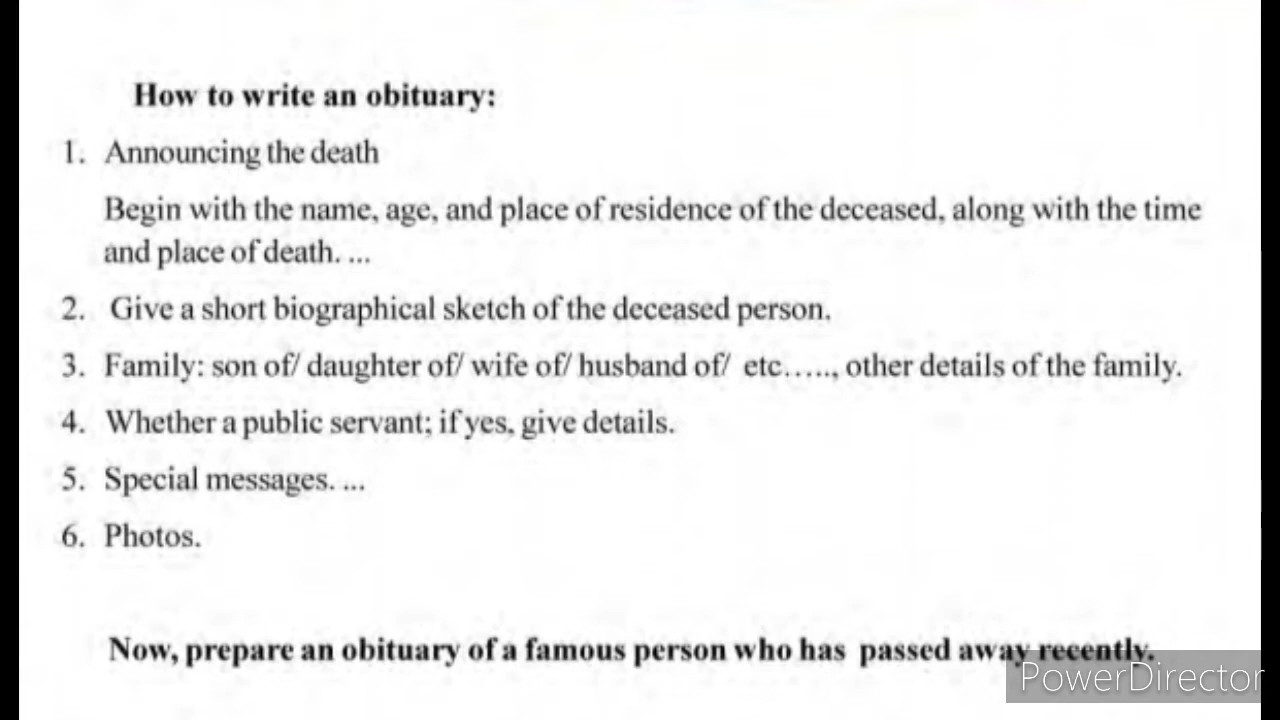 How to write an obituary:
1. Announcing the death
Begin with the name, age, and place of residence of the deceased, along with the time
and place of death. ...
2. Give a short biographical sketch of the deceased person.
3. Family: son of/ daughter of/ wife of/ husband of/ etc....., other details of the family.
4. Whether a public servant; if yes, give details.
5. Special messages. ...
6. Photos.
Now, prepare an obituary of a famous person who has passed away recently.
PowerDirector